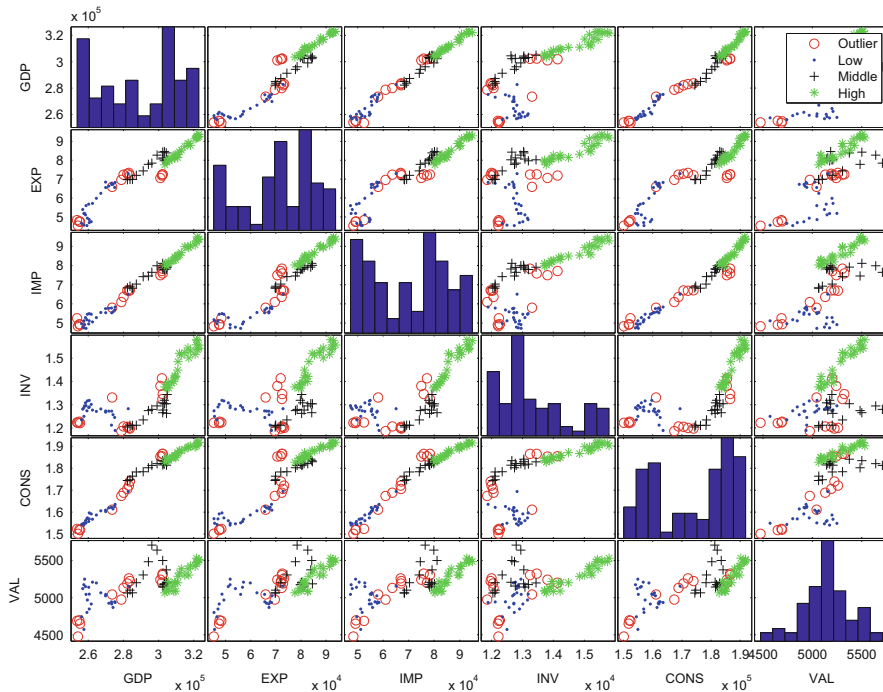 x 10^5
3.2
3
2.8
2.6
GDP
Outlier
Low
Middle
High
9
8
7
6
5
EXP
9
8
7
6
5
IMP
1.5
1.4
1.3
1.2
INV
1.9
1.8
1.7
1.6
1.5
CONS
5500
5000
4500
VAL
2.6 2.8 3 3.2
5 6 7 8 9
5 6 7 8 9
1.2 1.3 1.4 1.5
1.5 1.6 1.7 1.8 1.9
4500 5000 5500
GDP EXP IMP INV CONS VAL
x 10^5 x 10^4 x 10^4 x 10^4 x 10^5